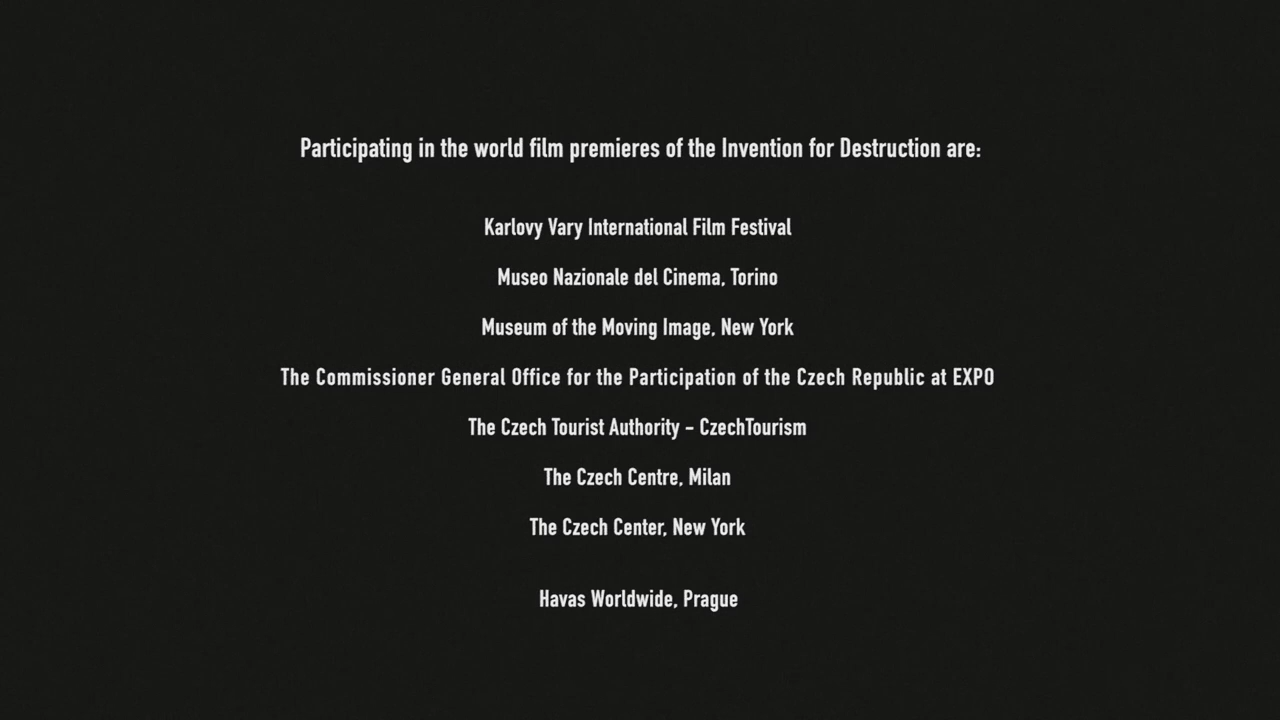 Participating in the world film premieres of the Invention for Destruction are:
Karlovy Vary International Film Festival
Museo Nazionale del Cinema, Torino
Museum of the Moving Image, New York
The Commissioner General Office for the Participation of the Czech Republic at EXPO
The Czech Tourist Authority – CzechTourism
The Czech Centre, Milan
The Czech Center, New York
Havas Worldwide, Prague